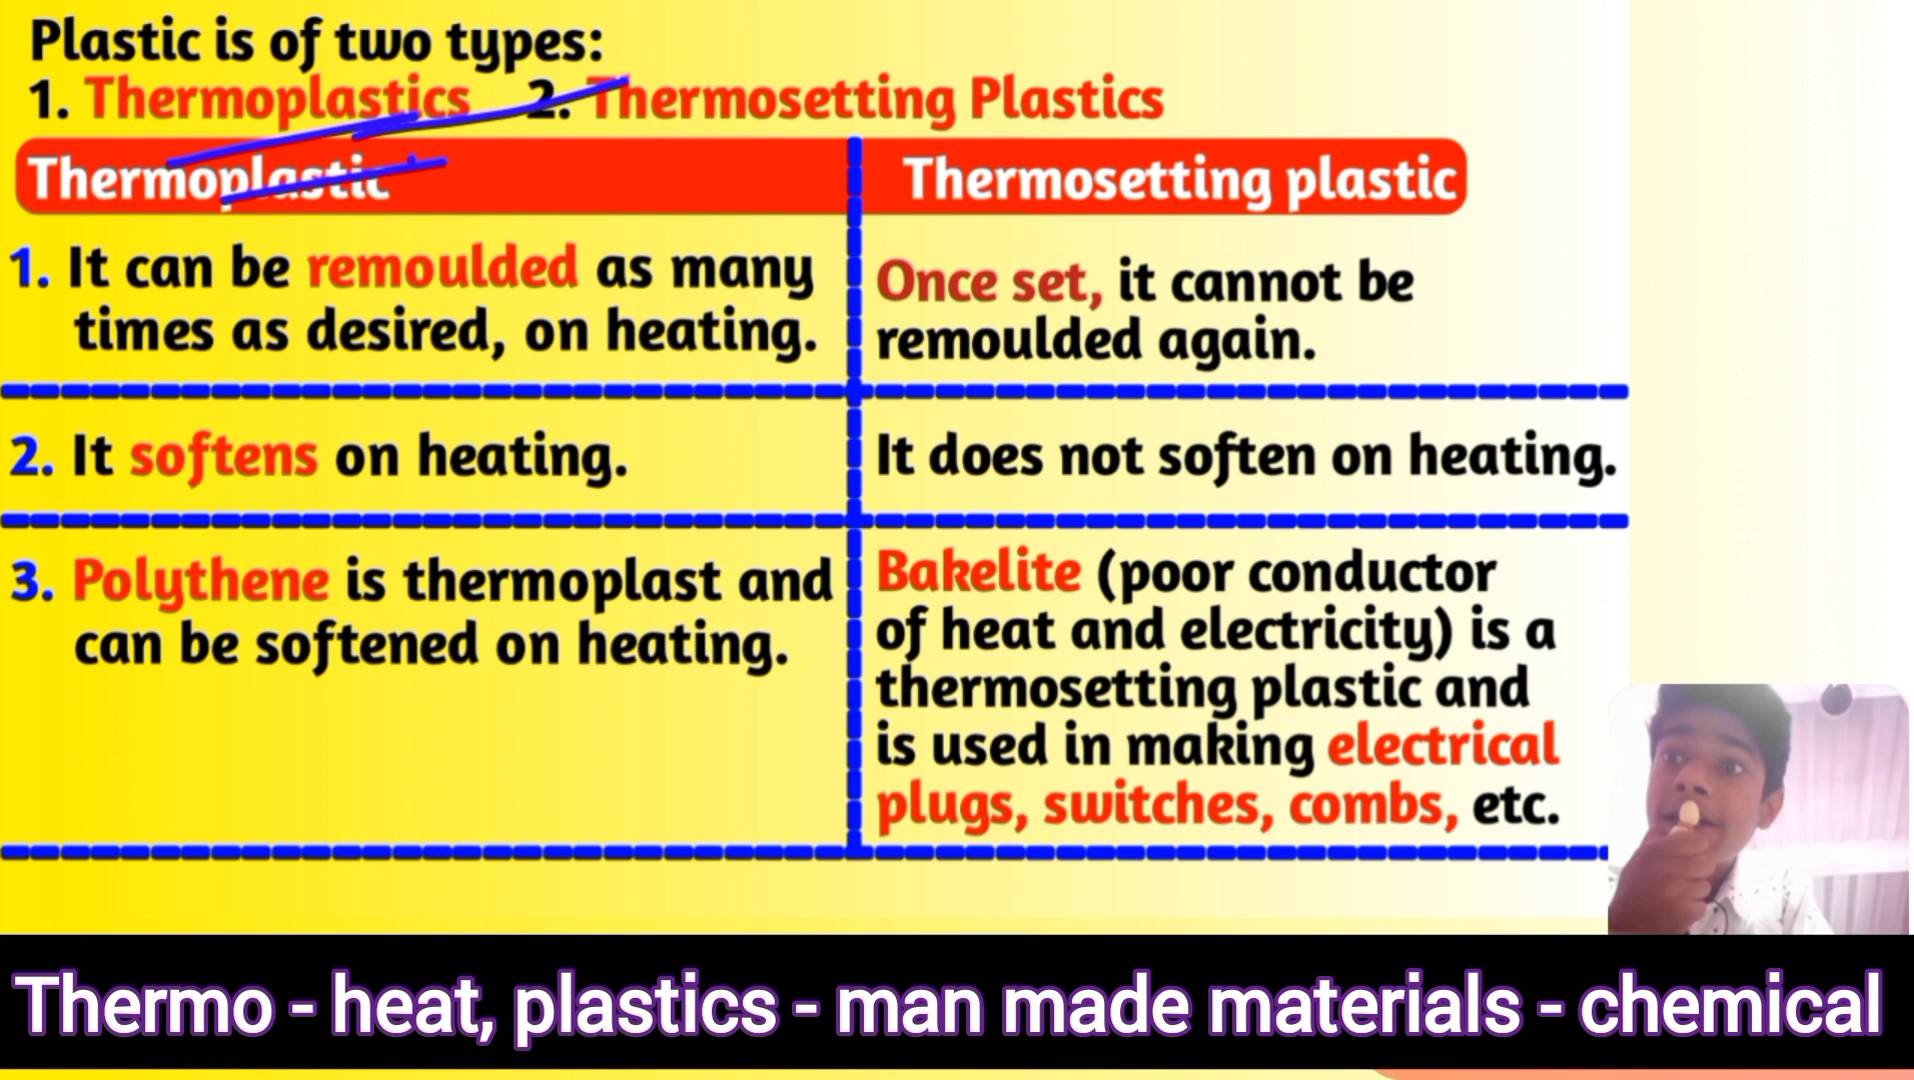 Plastic is of two types:
1. Thermoplastics 2. Thermosetting Plastics
Thermoplastic Thermosetting plastic
1. It can be remoulded as many
times as desired, on heating.
Once set, it cannot be
remoulded again.
2. It softens on heating.
It does not soften on heating.
3. Polythene is thermoplast and
can be softened on heating.
Bakelite (poor conductor
of heat and electricity) is a
thermosetting plastic and
is used in making electrical
plugs, switches, combs, etc.
Thermo - heat, plastics - man made materials - chemical